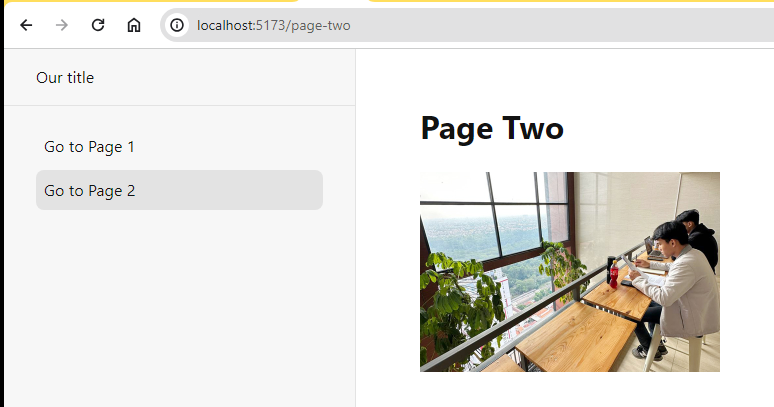 localhost:5173/page-two
Our title
Go to Page 1
Go to Page 2
Page Two